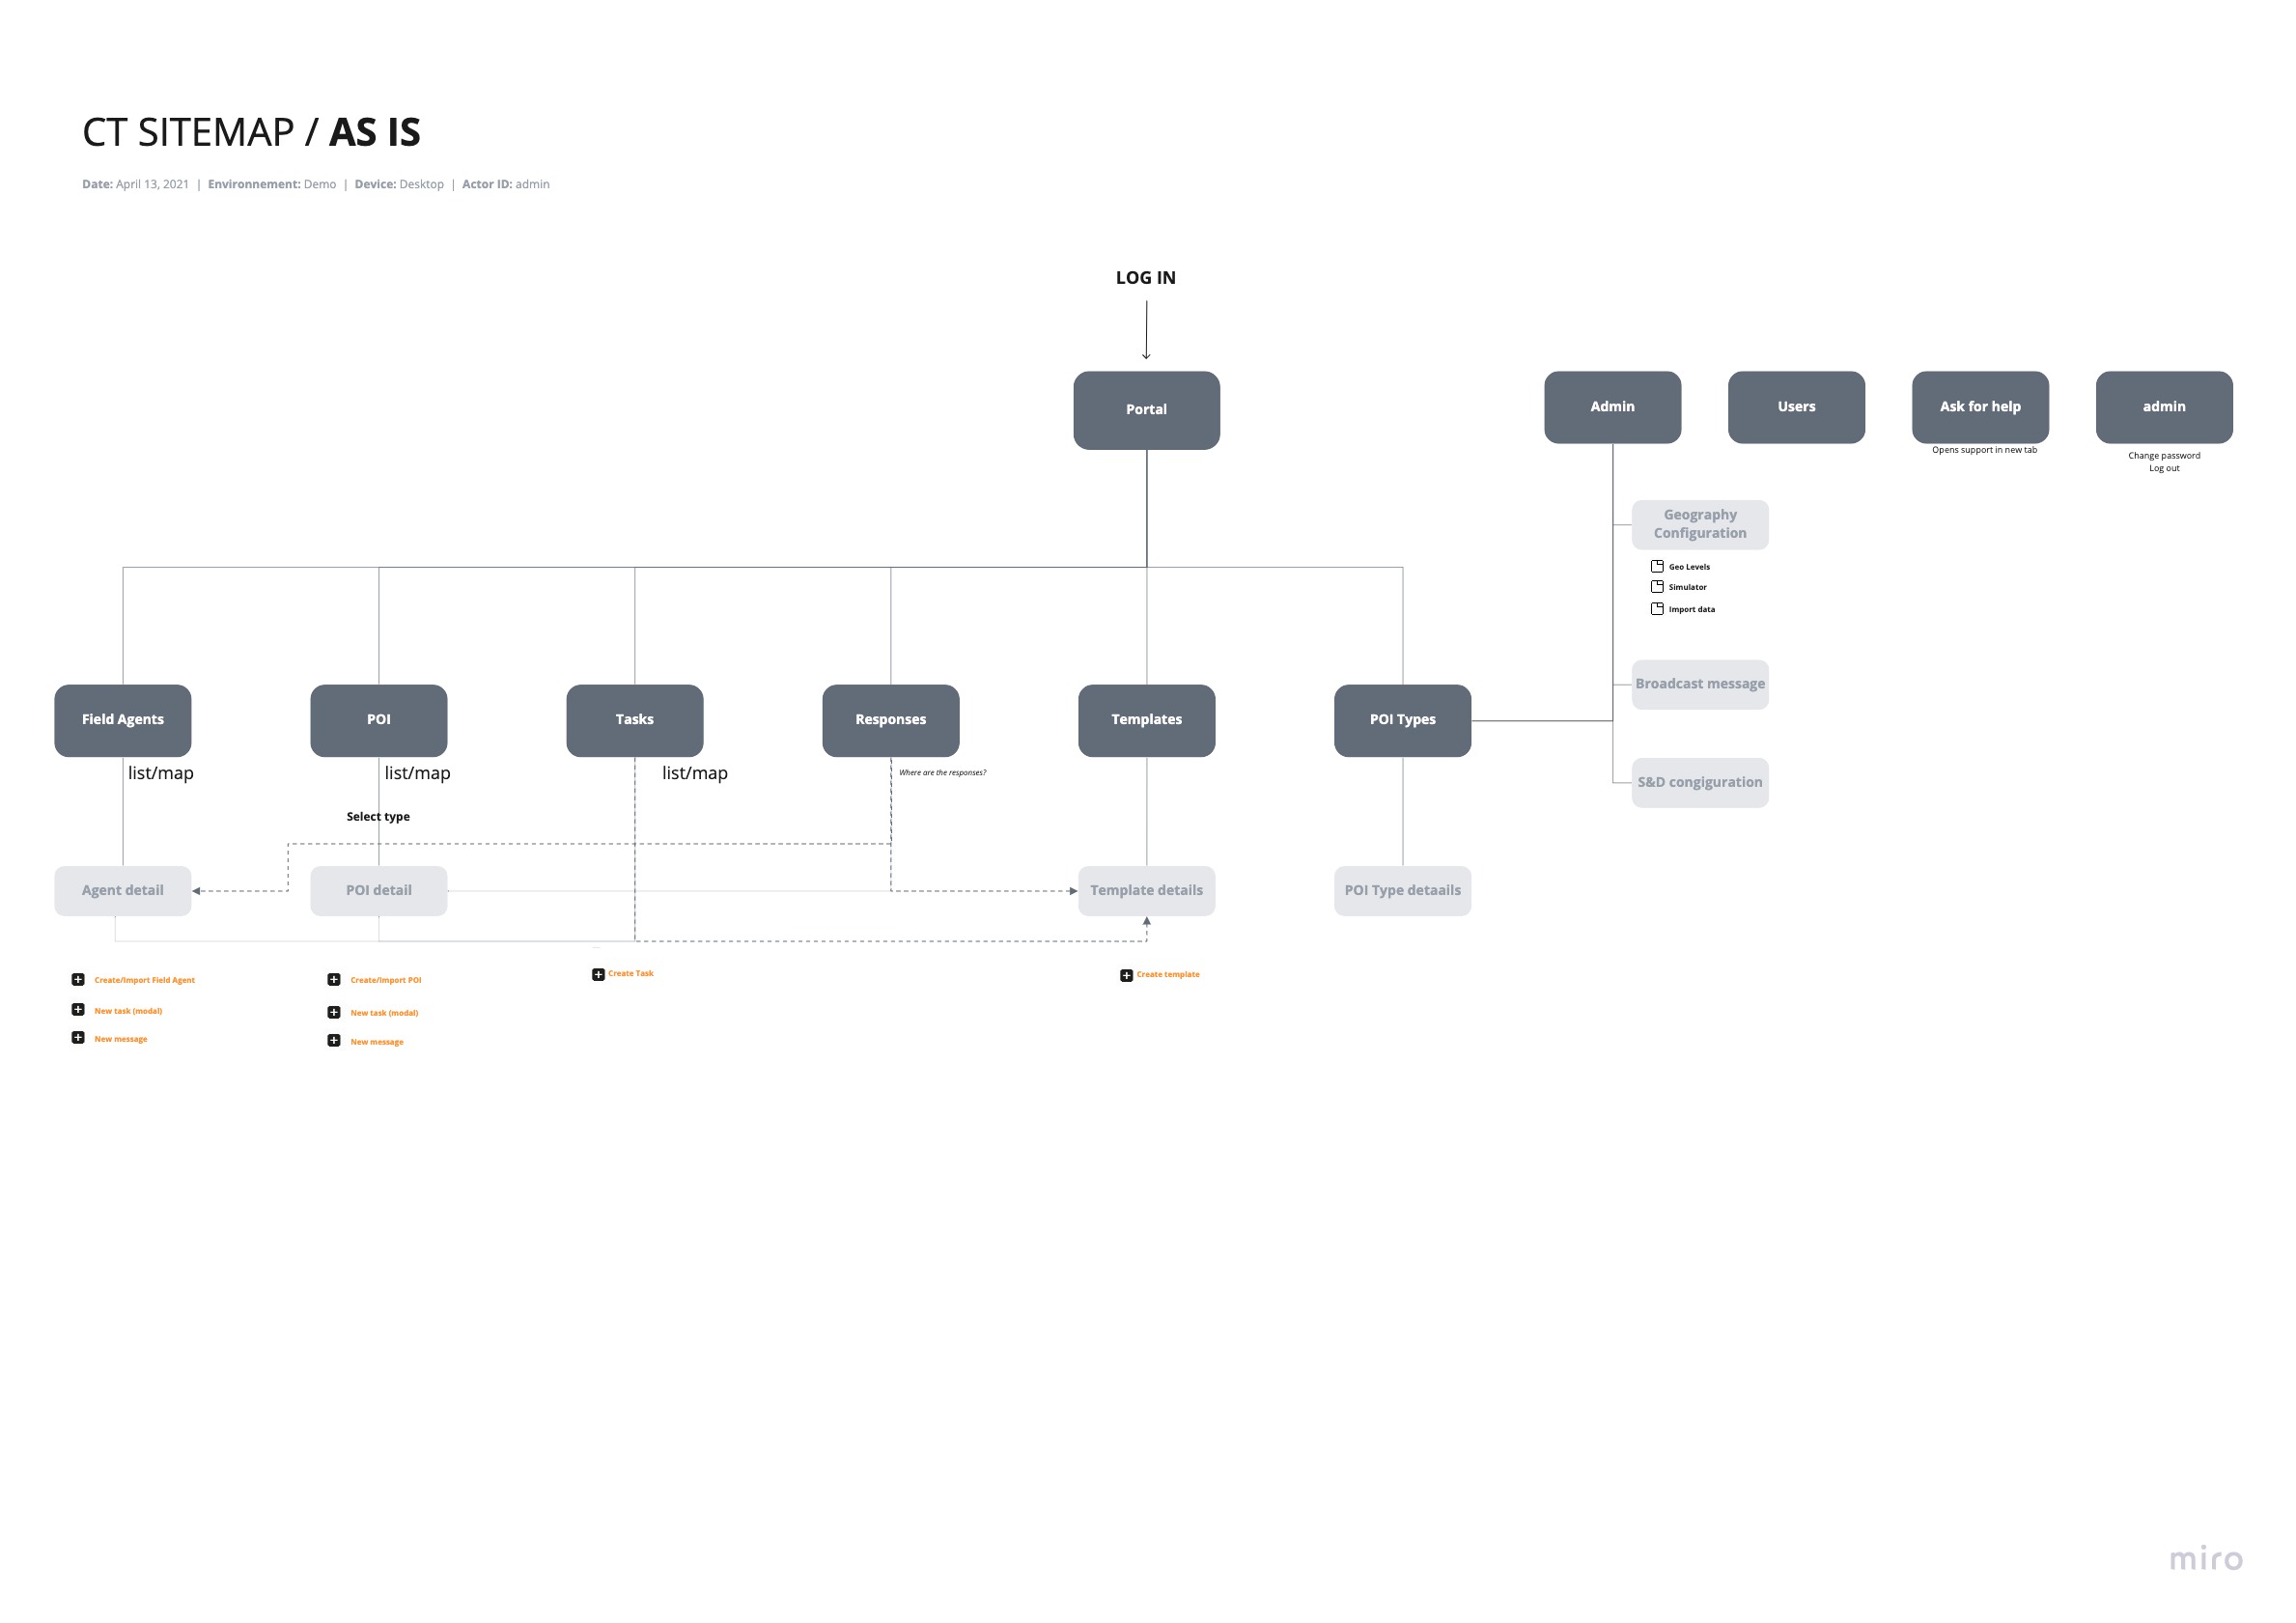 CT SITEMAP / AS IS
Date: April 13, 2021 | Environnement: Demo | Device: Desktop | Actor ID: admin
LOG IN
Portal
Admin
Users
Ask for help
Opens support in new tab
admin
Change password
Log out
Geography
Configuration
Geo Levels
Simulator
Import data
Broadcast message
S&D congiguration
Field Agents
POI
Tasks
Responses
Templates
POI Types
list/map
list/map
list/map
Where are the responses?
Select type
Agent detail
POI detail
Template details
POI Type detaails
Create/Import Field Agent
New task (modal)
New message
Create/Import POI
New task (modal)
New message
Create Task
Create template
miro